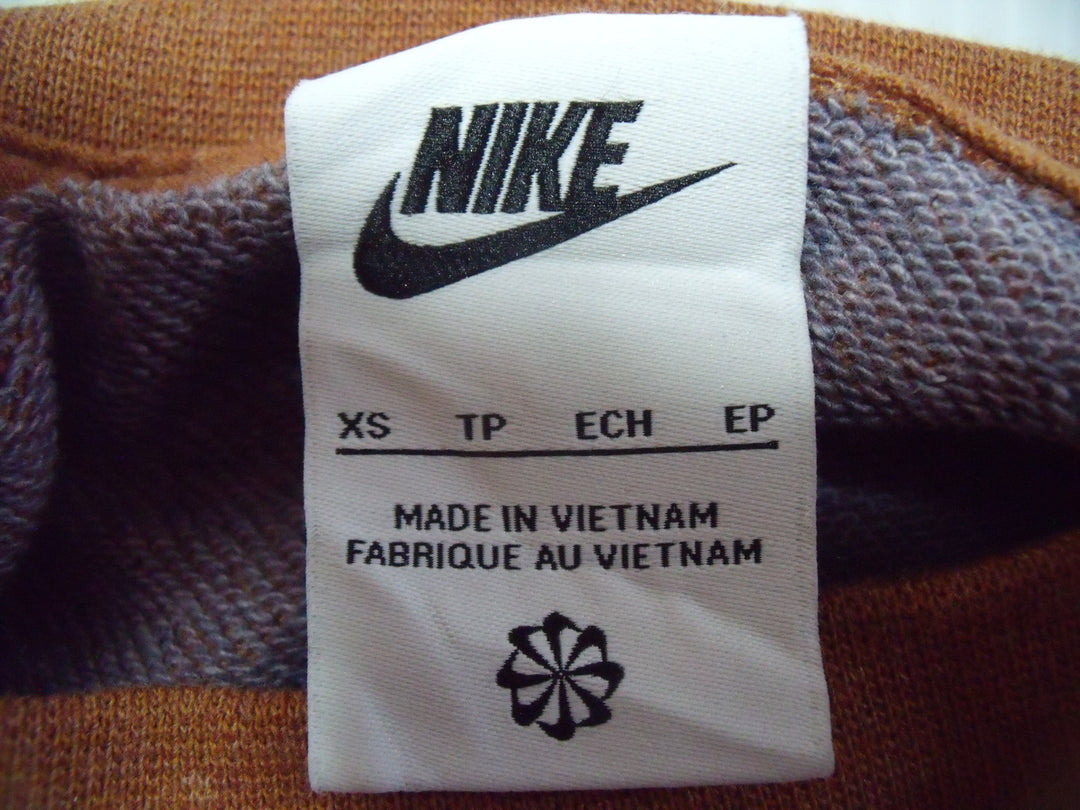 NIKE
XS TP ECH EP
MADE IN VIETNAM
FABRIQUE AU VIETNAM